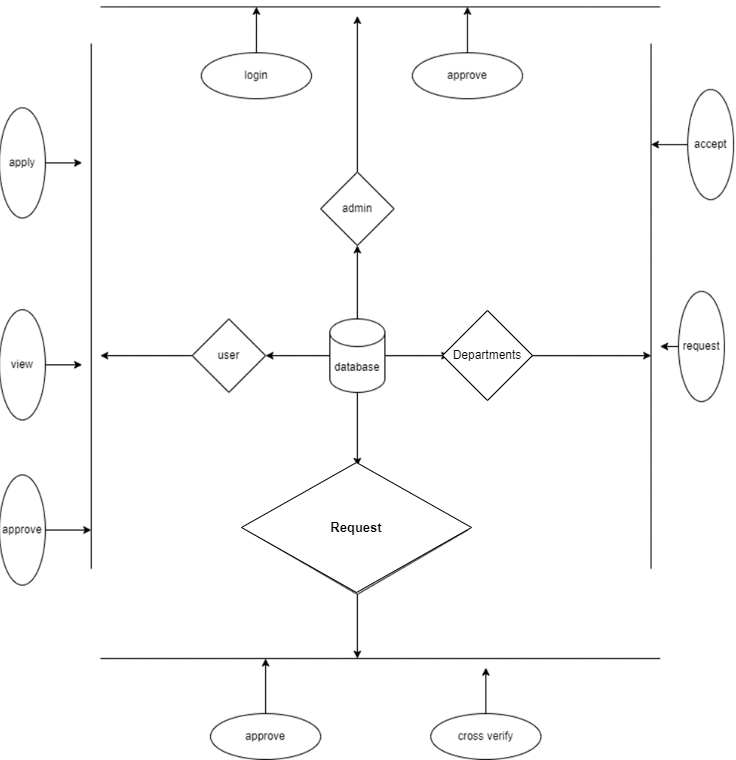 login
approve
accept
apply
admin
request
user
Departments
database
view
Request
approve
approve
cross verify